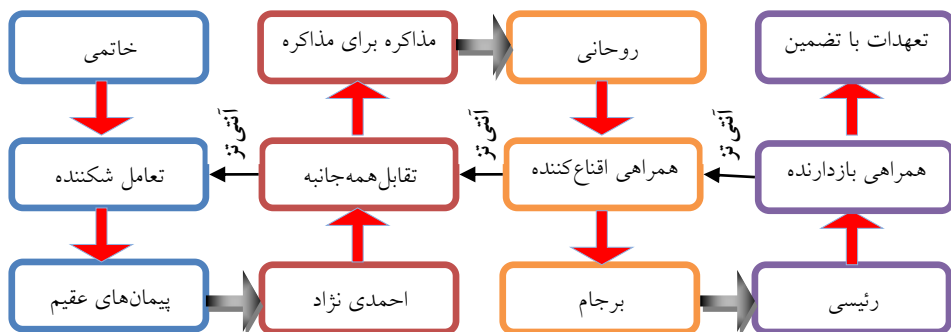 خاتمی
مذاکره برای مذاکره
روحانی
تعهدات با تضمین
آنتی تز
آنتی تز
آنتی تز
تعامل شکننده
تقابل همه‌جانبه
همراهی اقناع‌کننده
همراهی بازدارنده
پیمان‌های عقیم
احمدی نژاد
برجام
رئیسی